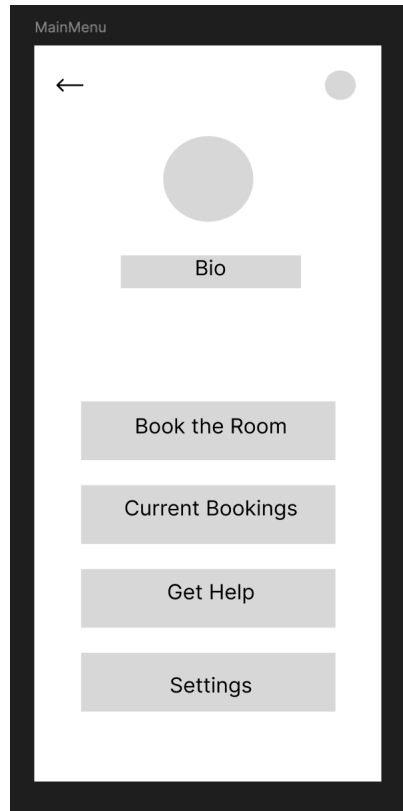 MainMenu
Bio
Book the Room
Current Bookings
Get Help
Settings